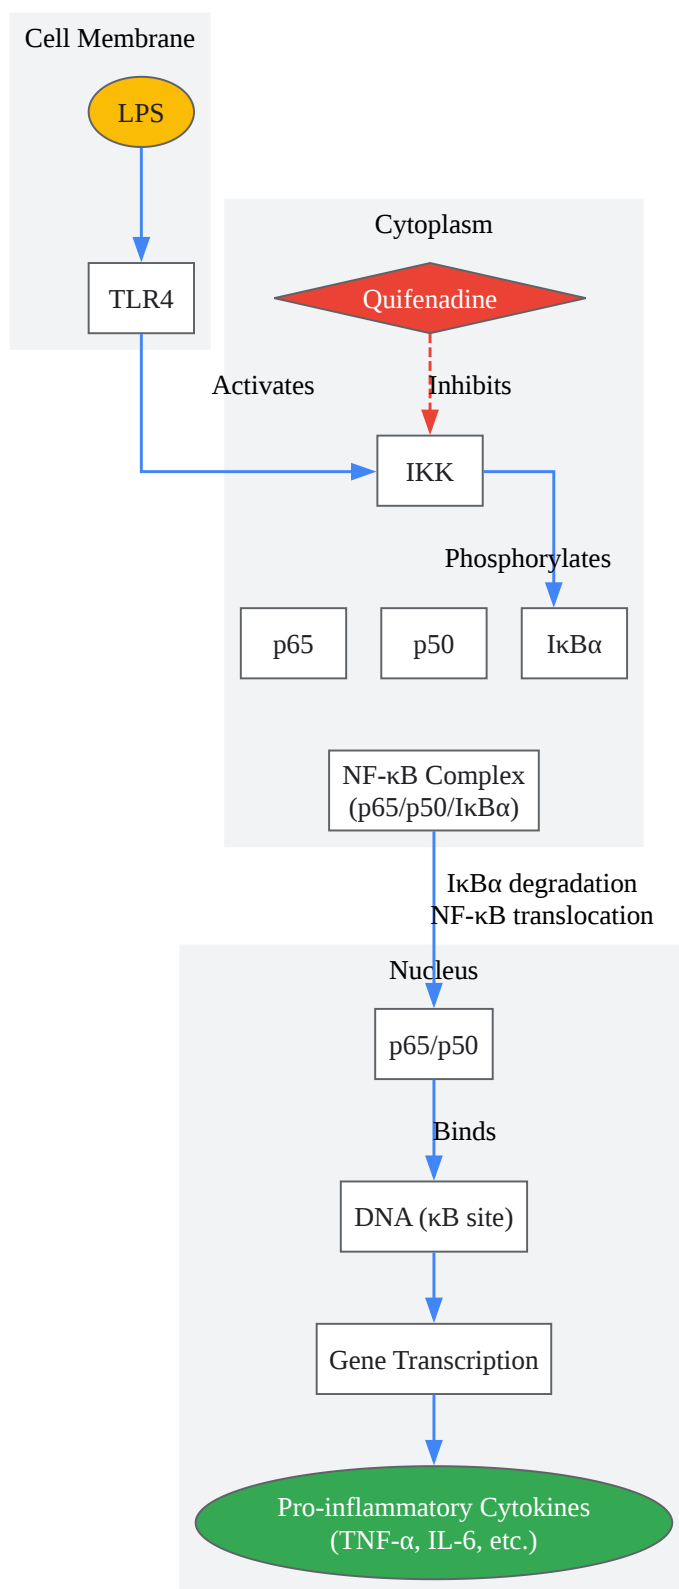 Cell Membrane
LPS
TLR4
Cytoplasm
Quifenadine
Activates
Inhibits
IKK
Phosphorylates
p65
p50
IκBα
NF-κB Complex
(p65/p50/IκBα)
IκBα degradation
NF-κB translocation
Nucleus
p65/p50
Binds
DNA (κB site)
Gene Transcription
Pro-inflammatory Cytokines
(TNF-α, IL-6, etc.)